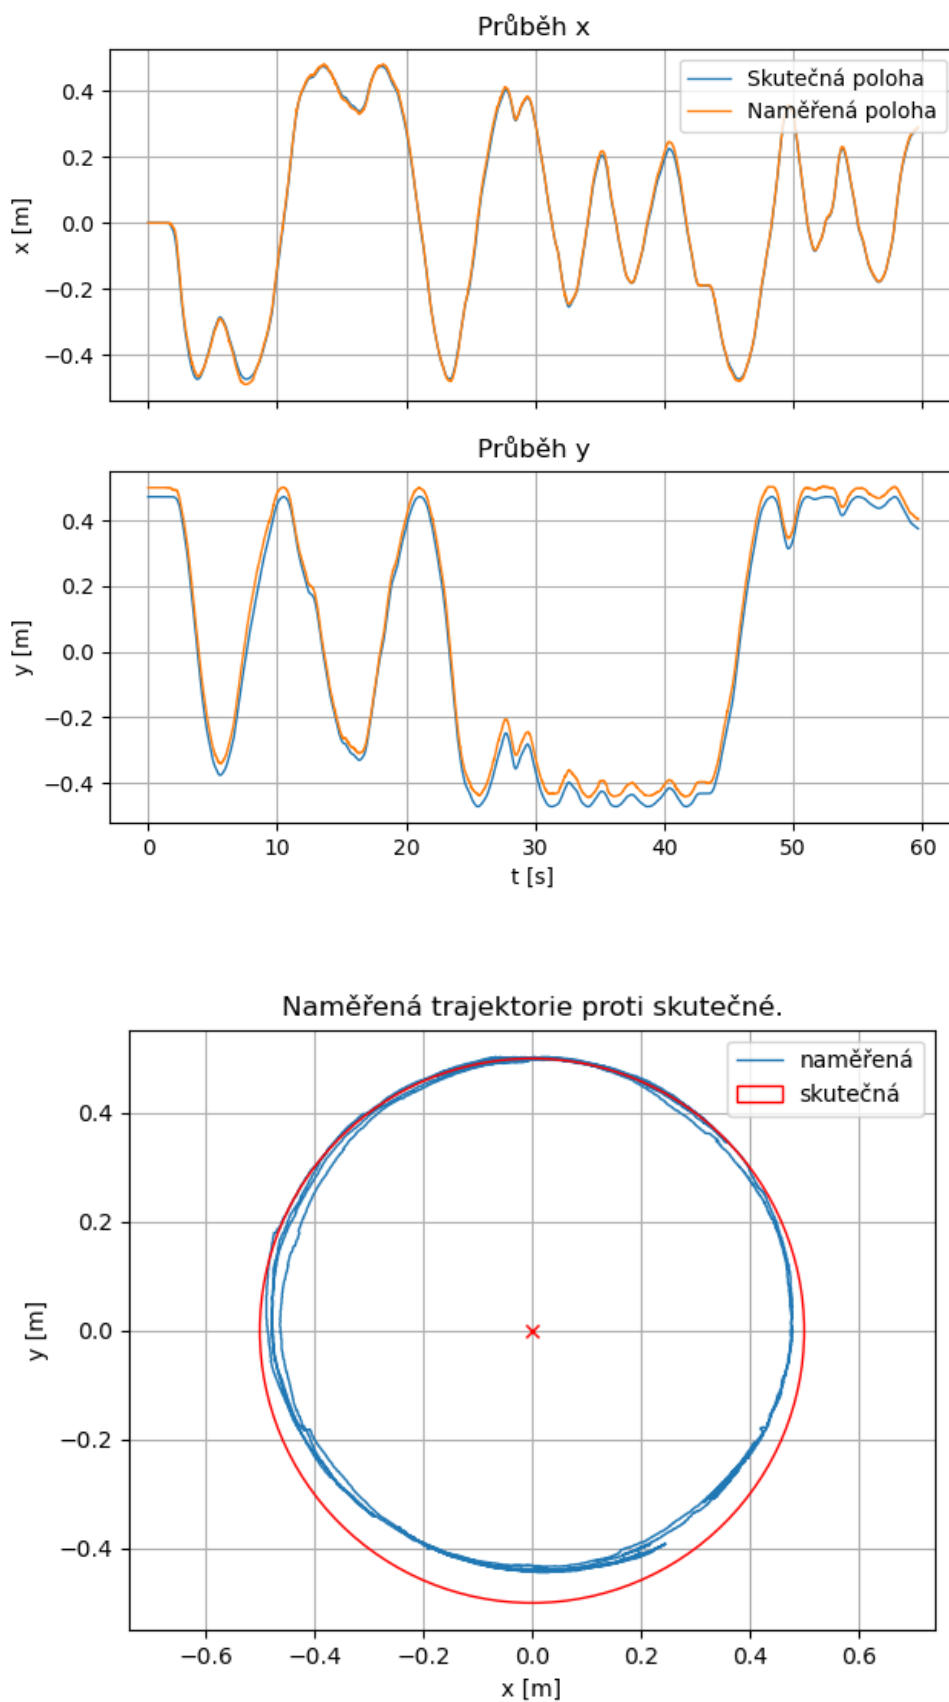 Průběh x
Skutečná poloha
Naměřená poloha
0.4
0.2
0.0
−0.2
−0.4
x [m]
Průběh y
0.4
0.2
0.0
−0.2
−0.4
y [m]
0 10 20 30 40 50 60
t [s]
Naměřená trajektorie proti skutečné.
naměřená
skutečná
0.4
0.2
0.0
−0.2
−0.4
y [m]
−0.6 −0.4 −0.2 0.0 0.2 0.4 0.6
x [m]